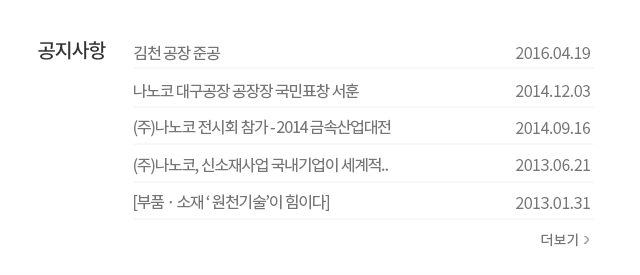 공지사항
김천 공장 준공 2016.04.19
나노코 대구공장 공장장 국민표창 서훈 2014.12.03
(주)나노코 전시회 참가 - 2014 금속산업대전 2014.09.16
(주)나노코, 신소재사업 국내기업이 세계적.. 2013.06.21
[부품ㆍ소재 ‘원천기술’이 힘이다] 2013.01.31
더보기 >